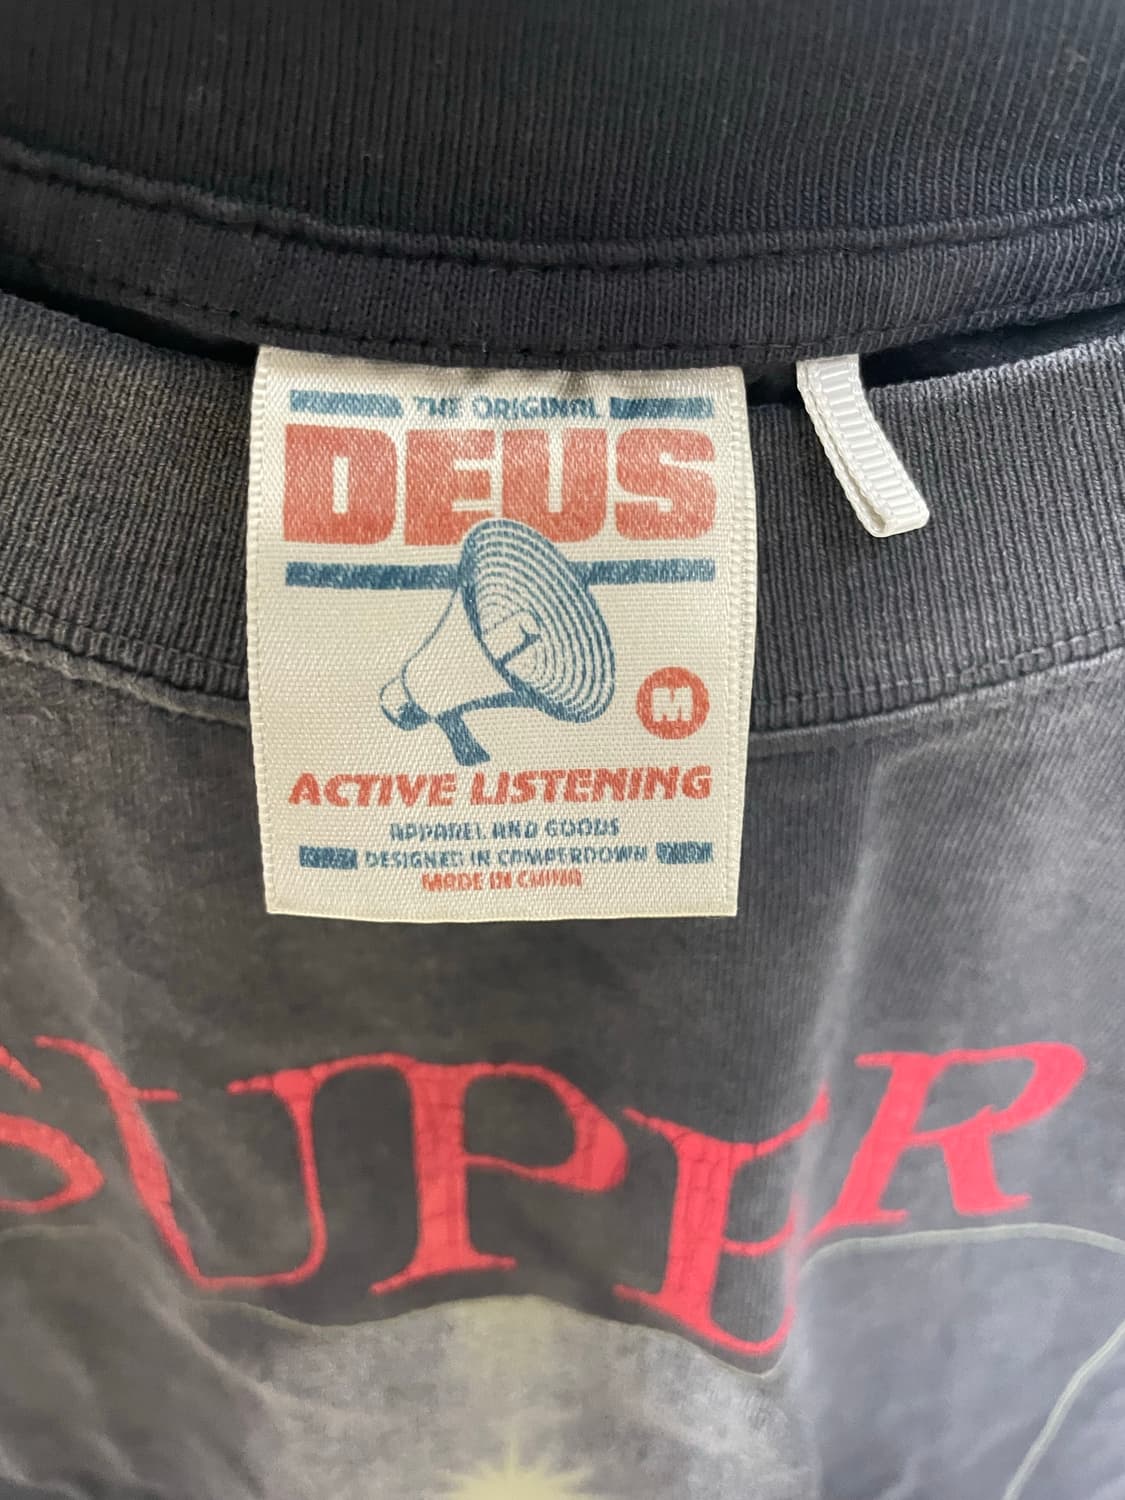 THE ORIGINAL
DEUS
M
ACTIVE LISTENING
APPAREL AND GOODS
DESIGNED IN CAMPERDOWN
MADE IN CHINA
SUPER